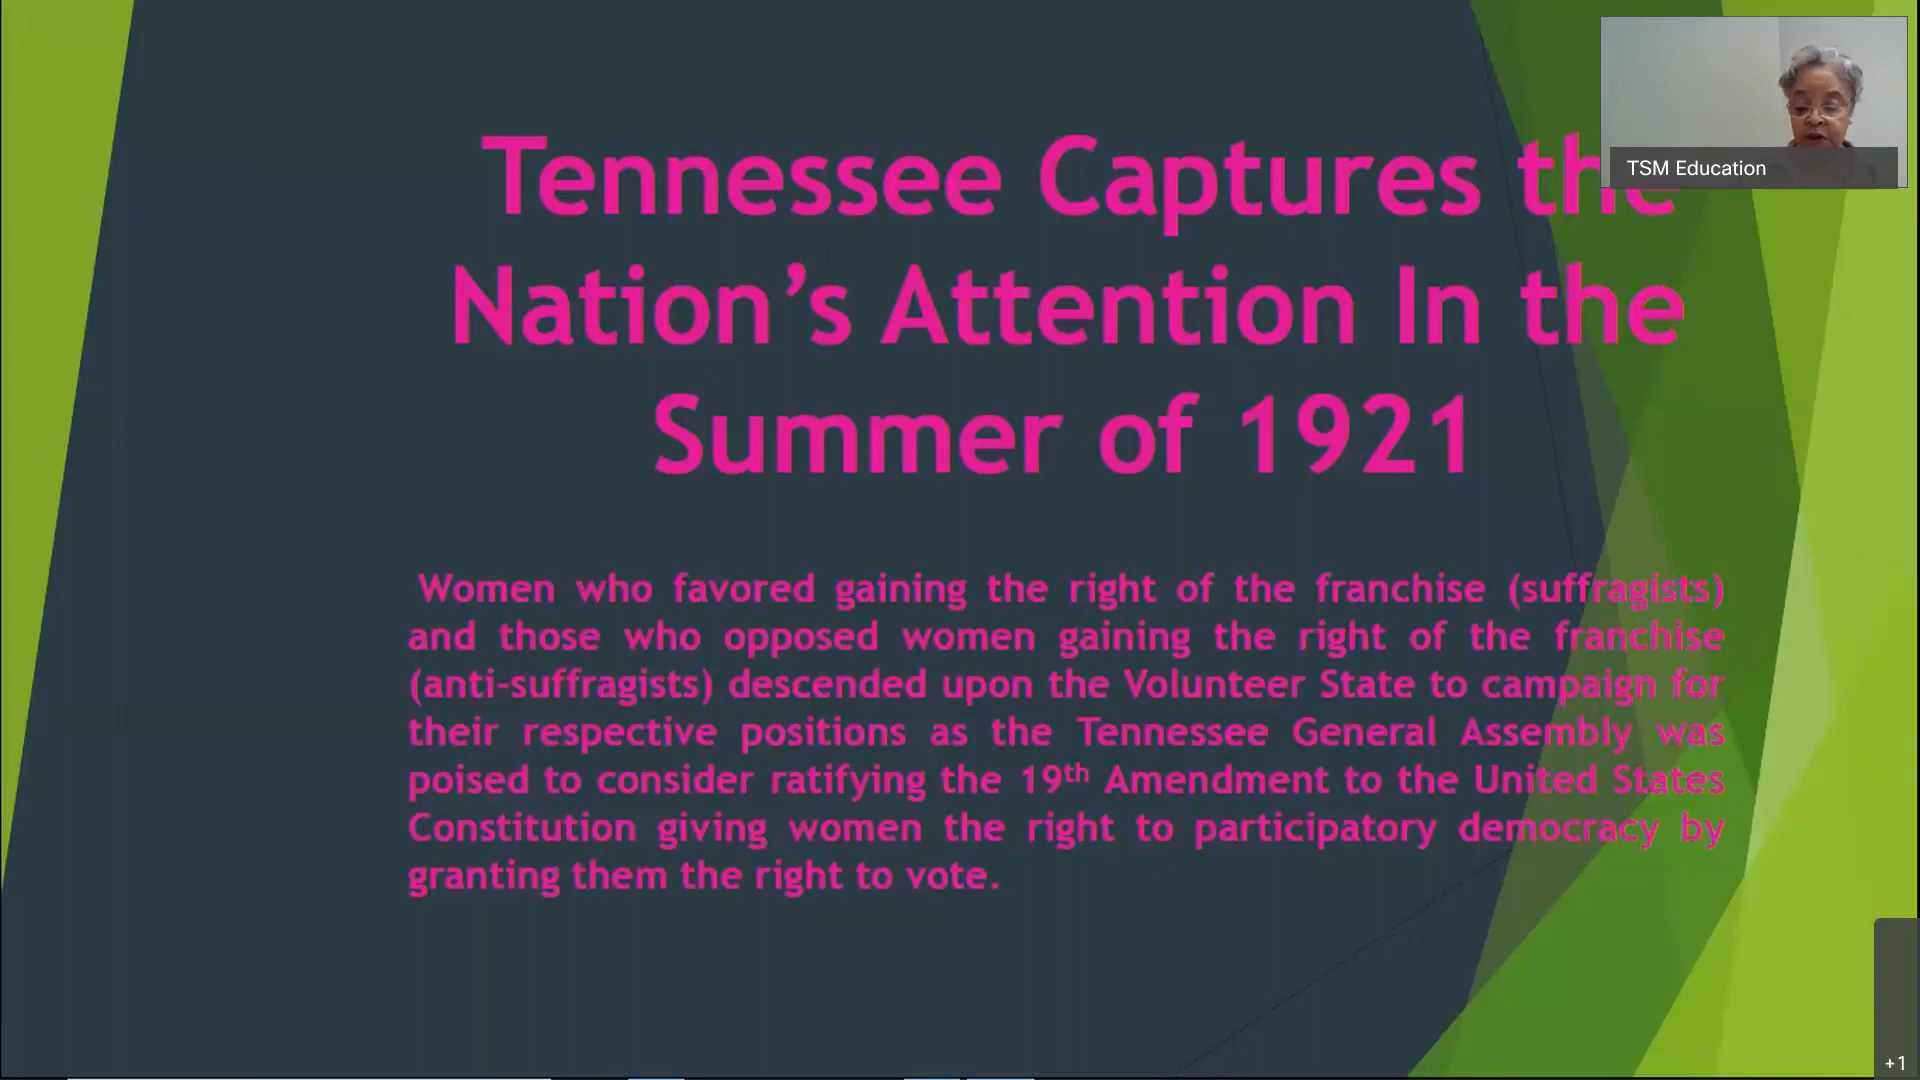 Tennessee Captures the
Nation’s Attention In the
Summer of 1921
Women who favored gaining the right of the franchise (suffragists)
and those who opposed women gaining the right of the franchise
(anti-suffragists) descended upon the Volunteer State to campaign for
their respective positions as the Tennessee General Assembly was
poised to consider ratifying the 19th Amendment to the United States
Constitution giving women the right to participatory democracy by
granting them the right to vote.
TSM Education
+1